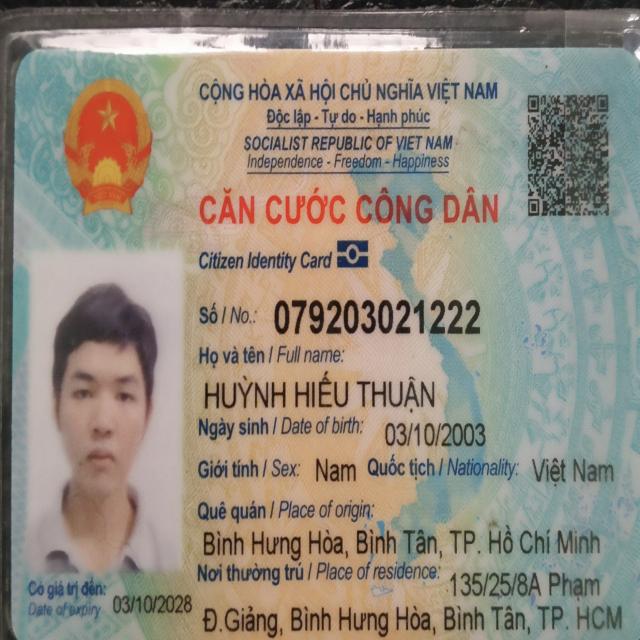 CỘNG HÒA XÃ HỘI CHỦ NGHĨA VIỆT NAM
Độc lập - Tự do - Hạnh phúc
SOCIALIST REPUBLIC OF VIET NAM
Independence - Freedom - Happiness
CĂN CƯỚC CÔNG DÂN
Citizen Identity Card
Số / No.: 079203021222
Họ và tên / Full name:
HUỲNH HIẾU THUẬN
Ngày sinh / Date of birth: 03/10/2003
Giới tính / Sex: Nam Quốc tịch / Nationality: Việt Nam
Quê quán / Place of origin:
Bình Hưng Hòa, Bình Tân, TP. Hồ Chí Minh
Nơi thường trú / Place of residence: 135/25/8A Phạm
Đ.Giảng, Bình Hưng Hòa, Bình Tân, TP. HCM
Có giá trị đến:
Date of expiry 03/10/2028